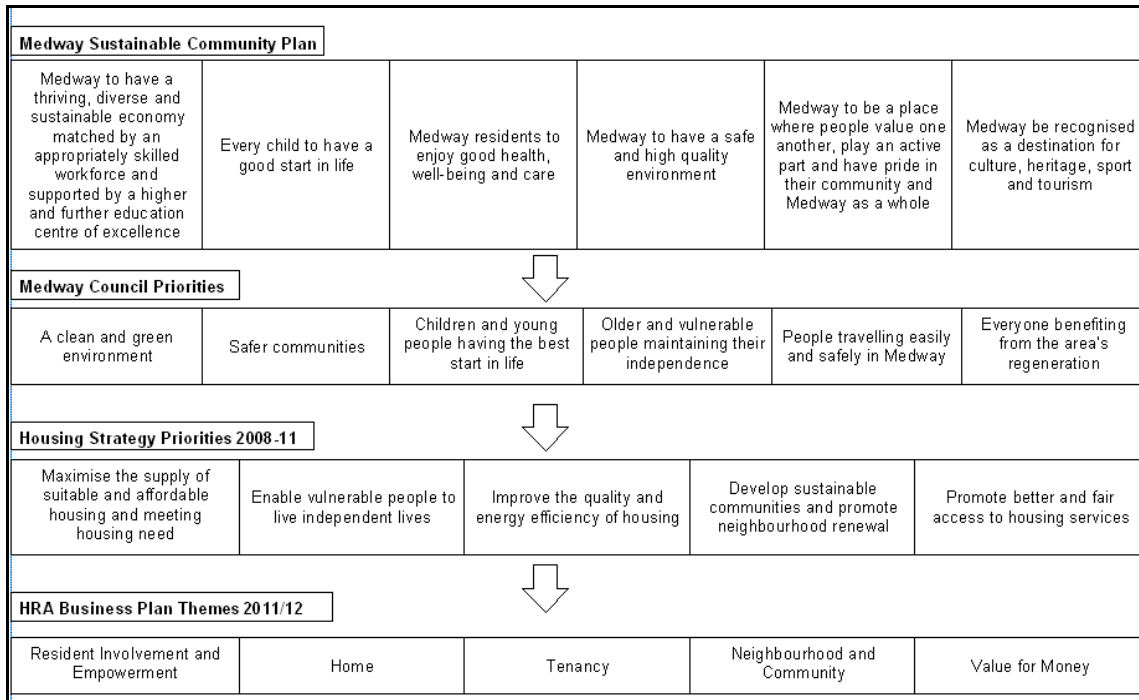 Medway Sustainable Community Plan
Medway to have a
thriving, diverse and
sustainable economy
matched by an
appropriately skilled
workforce and
supported by a higher
and further education
centre of excellence
Every child to have a
good start in life
Medway residents to
enjoy good health,
well-being and care
Medway to have a safe
and high quality
environment
Medway to be a place
where people value one
another, play an active
part and have pride in
their community and
Medway as a whole
Medway be recognised
as a destination for
culture, heritage, sport
and tourism
Medway Council Priorities
A clean and green
environment
Safer communities
Children and young
people having the best
start in life
Older and vulnerable
people maintaining their
independence
People travelling easily
and safely in Medway
Everyone benefiting
from the area's
regeneration
Housing Strategy Priorities 2008-11
Maximise the supply of
suitable and affordable
housing and meeting
housing need
Enable vulnerable people to
live independent lives
Improve the quality and
energy efficiency of housing
Develop sustainable
communities and promote
neighbourhood renewal
Promote better and fair
access to housing services
HRA Business Plan Themes 2011/12
Resident Involvement and
Empowerment
Home
Tenancy
Neighbourhood and
Community
Value for Money